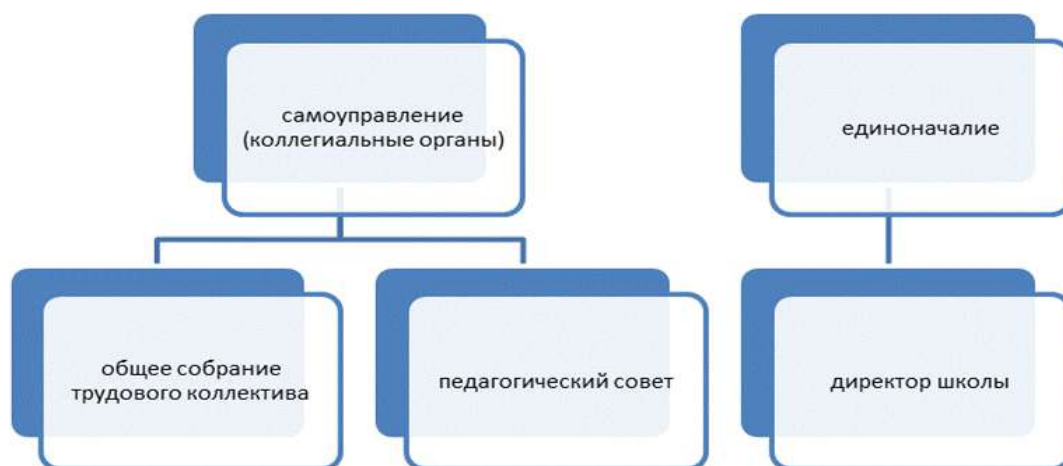 самоуправление
(коллегиальные органы)
единоначалие
общее собрание
трудового коллектива
педагогический совет
директор школы